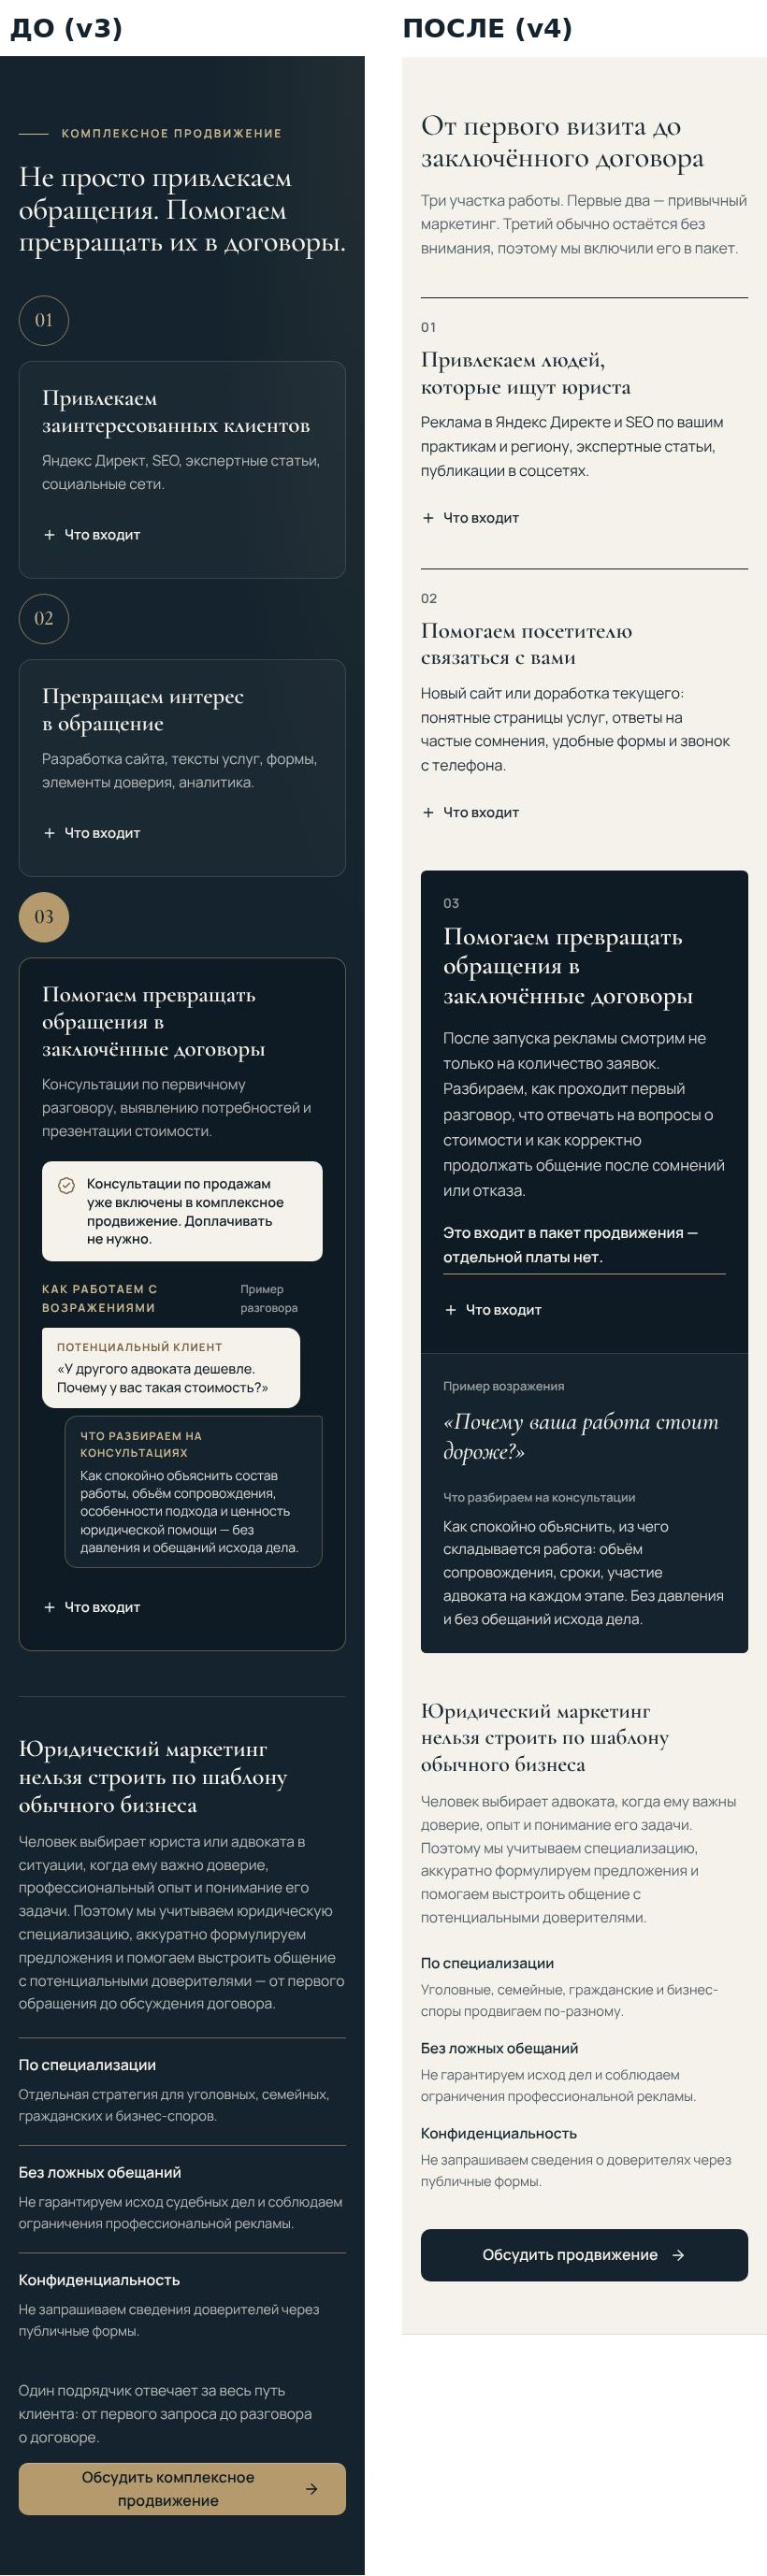 ДО (v3)
КОМПЛЕКСНОЕ ПРОДВИЖЕНИЕ
Не просто привлекаем
обращения. Помогаем
превращать их в договоры.
01
Привлекаем
заинтересованных клиентов
Яндекс Директ, SEO, экспертные статьи,
социальные сети.
+ Что входит
02
Превращаем интерес
в обращение
Разработка сайта, тексты услуг, формы,
элементы доверия, аналитика.
+ Что входит
03
Помогаем превращать
обращения в
заключённые договоры
Консультации по первичному
разговору, выявлению потребностей и
презентации стоимости.
Консультации по продажам
уже включены в комплексное
продвижение. Доплачивать
не нужно.
КАК РАБОТАЕМ С
ВОЗРАЖЕНИЯМИ
Пример
разговора
ПОТЕНЦИАЛЬНЫЙ КЛИЕНТ
«У другого адвоката дешевле.
Почему у вас такая стоимость?»
ЧТО РАЗБИРАЕМ НА
КОНСУЛЬТАЦИЯХ
Как спокойно объяснить состав
работы, объём сопровождения,
особенности подхода и ценность
юридической помощи — без
давления и обещаний исхода дела.
+ Что входит
Юридический маркетинг
нельзя строить по шаблону
обычного бизнеса
Человек выбирает юриста или адвоката в
ситуации, когда ему важно доверие,
профессиональный опыт и понимание его
задачи. Поэтому мы учитываем юридическую
специализацию, аккуратно формулируем
предложения и помогаем выстроить общение
с потенциальными доверителями — от первого
обращения до обсуждения договора.
По специализации
Отдельная стратегия для уголовных, семейных,
гражданских и бизнес-споров.
Без ложных обещаний
Не гарантируем исход судебных дел и соблюдаем
ограничения профессиональной рекламы.
Конфиденциальность
Не запрашиваем сведения доверителей через
публичные формы.
Один подрядчик отвечает за весь путь
клиента: от первого запроса до разговора
о договоре.
Обсудить комплексное
продвижение →
ПОСЛЕ (v4)
От первого визита до
заключённого договора
Три участка работы. Первые два — привычный
маркетинг. Третий обычно остаётся без
внимания, поэтому мы включили его в пакет.
01
Привлекаем людей,
которые ищут юриста
Реклама в Яндекс Директе и SEO по вашим
практикам и региону, экспертные статьи,
публикации в соцсетях.
+ Что входит
02
Помогаем посетителю
связаться с вами
Новый сайт или доработка текущего:
понятные страницы услуг, ответы на
частые сомнения, удобные формы и звонок
с телефона.
+ Что входит
03
Помогаем превращать
обращения в
заключённые договоры
После запуска рекламы смотрим не
только на количество заявок.
Разбираем, как проходит первый
разговор, что отвечать на вопросы о
стоимости и как корректно
продолжать общение после сомнений
или отказа.
Это входит в пакет продвижения —
отдельной платы нет.
+ Что входит
Пример возражения
«Почему ваша работа стоит
дороже?»
Что разбираем на консультации
Как спокойно объяснить, из чего
складывается работа: объём
сопровождения, сроки, участие
адвоката на каждом этапе. Без давления
и без обещаний исхода дела.
Юридический маркетинг
нельзя строить по шаблону
обычного бизнеса
Человек выбирает адвоката, когда ему важны
доверие, опыт и понимание его задачи.
Поэтому мы учитываем специализацию,
аккуратно формулируем предложения и
помогаем выстроить общение с
потенциальными доверителями.
По специализации
Уголовные, семейные, гражданские и бизнес-
споры продвигаем по-разному.
Без ложных обещаний
Не гарантируем исход дел и соблюдаем
ограничения профессиональной рекламы.
Конфиденциальность
Не запрашиваем сведения о доверителях через
публичные формы.
Обсудить продвижение →